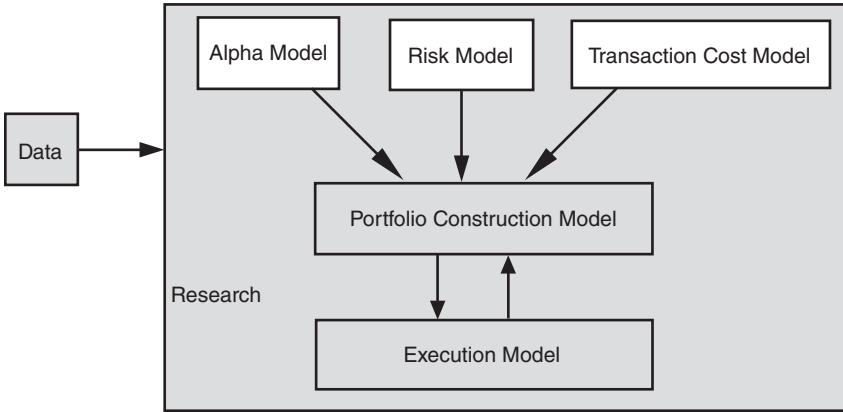 Alpha Model
Risk Model
Transaction Cost Model
Data
Portfolio Construction Model
Research
Execution Model